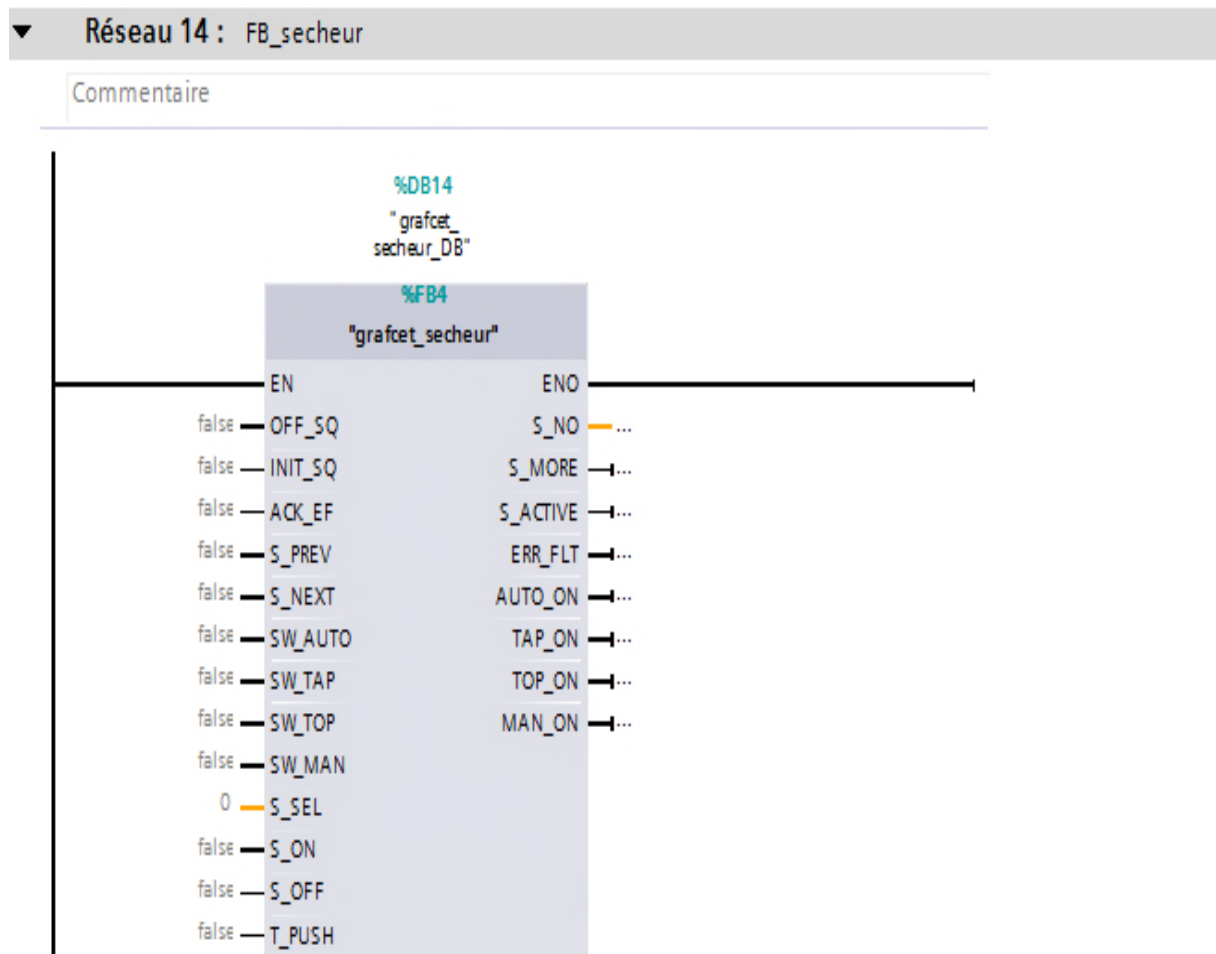 Réseau 14 : FB_secheur
Commentaire
%DB14
"grafcet_
secheur_DB"
%FB4
"grafcet_secheur"
EN ENO
false OFF_SQ S_NO ...
false INIT_SQ S_MORE ...
false ACK_EF S_ACTIVE ...
false S_PREV ERR_FLT ...
false S_NEXT AUTO_ON ...
false SW_AUTO TAP_ON ...
false SW_TAP TOP_ON ...
false SW_TOP MAN_ON ...
false SW_MAN
0 S_SEL
false S_ON
false S_OFF
false T_PUSH